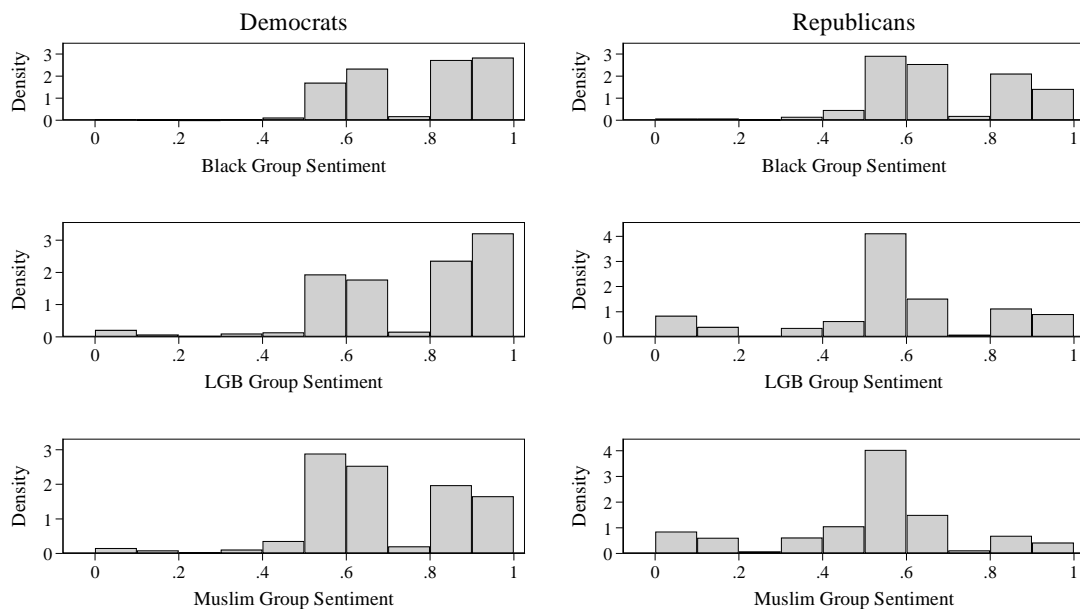 Democrats
Republicans
Density
3
2
1
0
0 .2 .4 .6 .8 1
Black Group Sentiment
Density
3
2
1
0
0 .2 .4 .6 .8 1
Black Group Sentiment
Density
3
2
1
0
0 .2 .4 .6 .8 1
LGB Group Sentiment
Density
4
3
2
1
0
0 .2 .4 .6 .8 1
LGB Group Sentiment
Density
3
2
1
0
0 .2 .4 .6 .8 1
Muslim Group Sentiment
Density
4
3
2
1
0
0 .2 .4 .6 .8 1
Muslim Group Sentiment